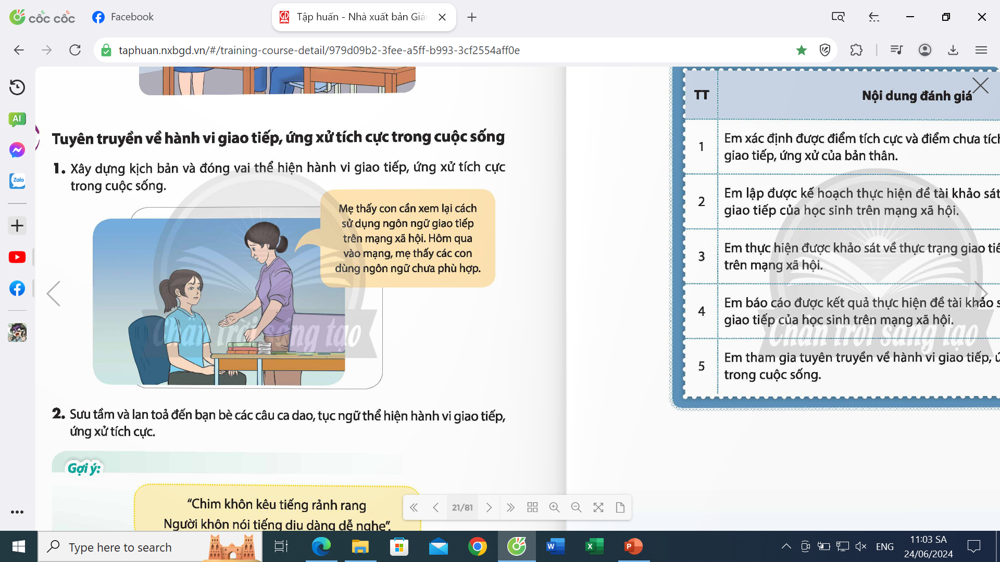 cốc cốc
Facebook
Tập huấn - Nhà xuất bản Giá
taphuan.nxbgd.vn/#/training-course-detail/979d09b2-3fee-a5ff-b993-3cf2554aff0e
AI
Zalo
Tuyên truyền về hành vi giao tiếp, ứng xử tích cực trong cuộc sống
1. Xây dựng kịch bản và đóng vai thể hiện hành vi giao tiếp, ứng xử tích cực
trong cuộc sống.
Mẹ thấy con cần xem lại cách
sử dụng ngôn ngữ giao tiếp
trên mạng xã hội. Hôm qua
vào mạng, mẹ thấy các con
dùng ngôn ngữ chưa phù hợp.
Chân trời sáng tạo
2. Sưu tầm và lan toả đến bạn bè các câu ca dao, tục ngữ thể hiện hành vi giao tiếp,
ứng xử tích cực.
Gợi ý:
“Chim khôn kêu tiếng rảnh rang
Người khôn nói tiếng dịu dàng dễ nghe”.
TT
Nội dung đánh giá
1
Em xác định được điểm tích cực và điểm chưa tích
giao tiếp, ứng xử của bản thân.
2
Em lập được kế hoạch thực hiện đề tài khảo sát
giao tiếp của học sinh trên mạng xã hội.
3
Em thực hiện được khảo sát về thực trạng giao tiế
trên mạng xã hội.
4
Em báo cáo được kết quả thực hiện đề tài khảo s
giao tiếp của học sinh trên mạng xã hội.
5
Em tham gia tuyên truyền về hành vi giao tiếp, ứ
trong cuộc sống.
Chân trời sáng tạo
21/81
Type here to search
ENG
11:03 SA
24/06/2024